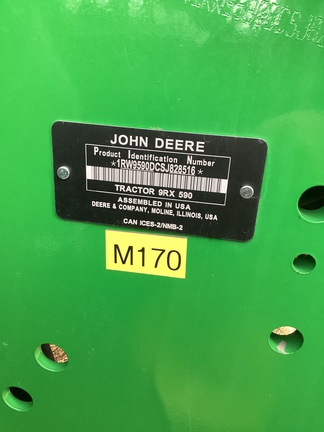 JOHN DEERE
Product Identification Number
*1RW9590DCSJ828516*
TRACTOR 9RX 590
ASSEMBLED IN USA
DEERE & COMPANY, MOLINE, ILLINOIS, USA
CAN ICES-2/NMB-2
M170